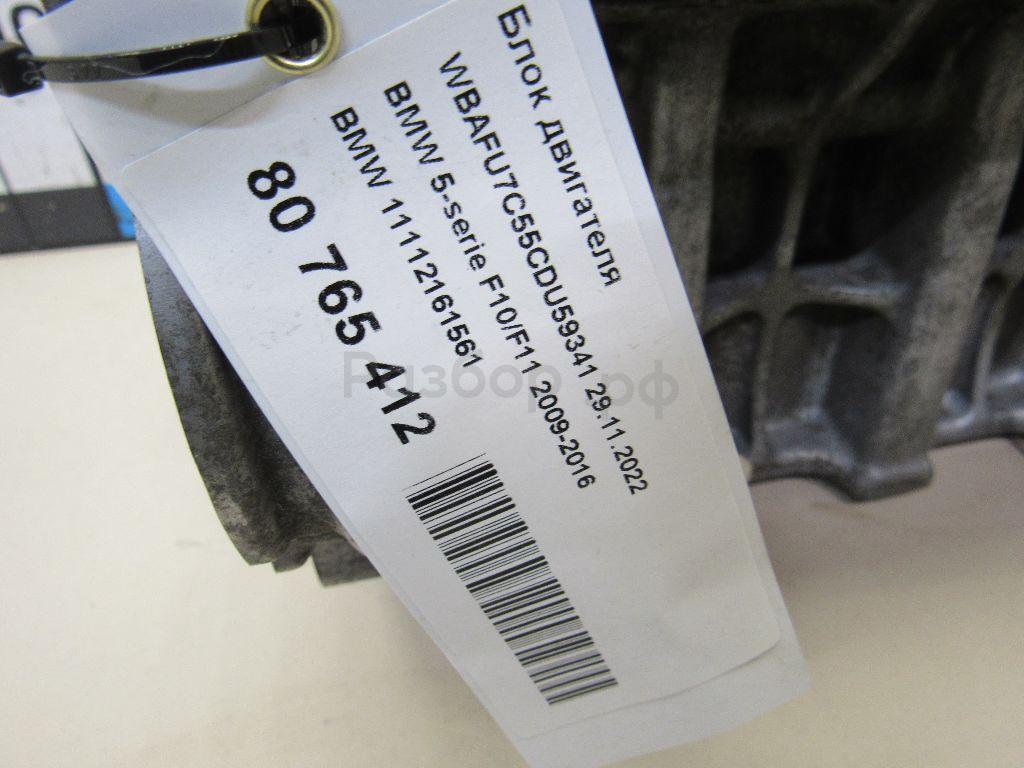 Блок двигателя
WBAFU7C55CDU59341 29.11.2022
BMW 5-serie F10/F11 2009-2016
BMW 11112161561
80 765 412
Разбор.рф